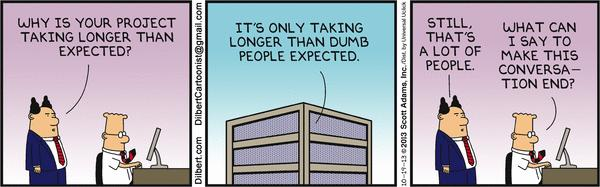 WHY IS YOUR PROJECT
TAKING LONGER THAN
EXPECTED?
Dilbert.com DilbertCartoonist@gmail.com
IT'S ONLY TAKING
LONGER THAN DUMB
PEOPLE EXPECTED.
10-19-13 © 2013 Scott Adams, Inc. /Dist. by Universal Uclick
STILL,
THAT'S
A LOT OF
PEOPLE.
WHAT CAN
I SAY TO
MAKE THIS
CONVERSA-
TION END?